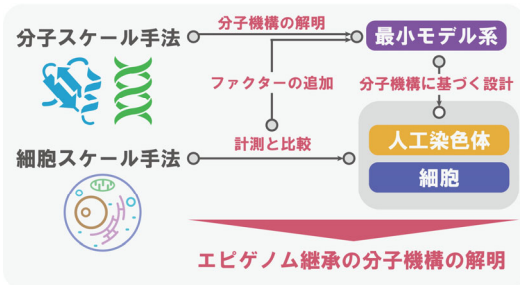 分子スケール手法
分子機構の解明
最小モデル系
ファクターの追加
分子機構に基づく設計
計測と比較
人工染色体
細胞スケール手法
細胞
エピゲノム継承の分子機構の解明